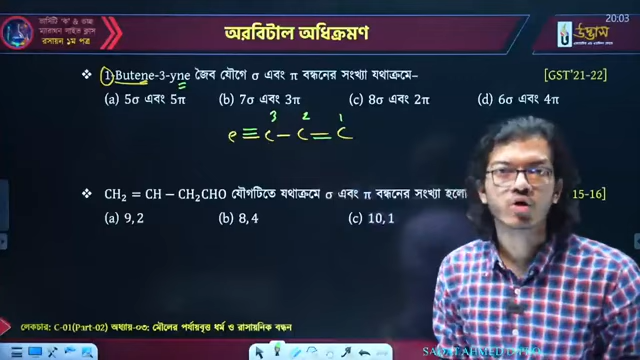 ভার্সিটি 'ক' & গুচ্ছ
ম্যারাথন লাইভ ক্লাস
রসায়ন ১ম পত্র
অরবিটাল অধিক্রমণ
20:03
উদ্ভাস
❖ 1-Butene-3-yne জৈব যৌগে σ এবং π বন্ধনের সংখ্যা যথাক্রমে– [GST'21-22]
(a) 5σ এবং 5π (b) 7σ এবং 3π (c) 8σ এবং 2π (d) 6σ এবং 4π
3 2 1
C ≡ C – C = C
❖ CH₂ = CH – CH₂CHO যৌগটিতে যথাক্রমে σ এবং π বন্ধনের সংখ্যা হলো 15-16]
(a) 9, 2 (b) 8, 4 (c) 10, 1
লেকচার: C-01(Part-02) অধ্যায়-০৩: মৌলের পর্যায়বৃত্ত ধর্ম ও রাসায়নিক বন্ধন